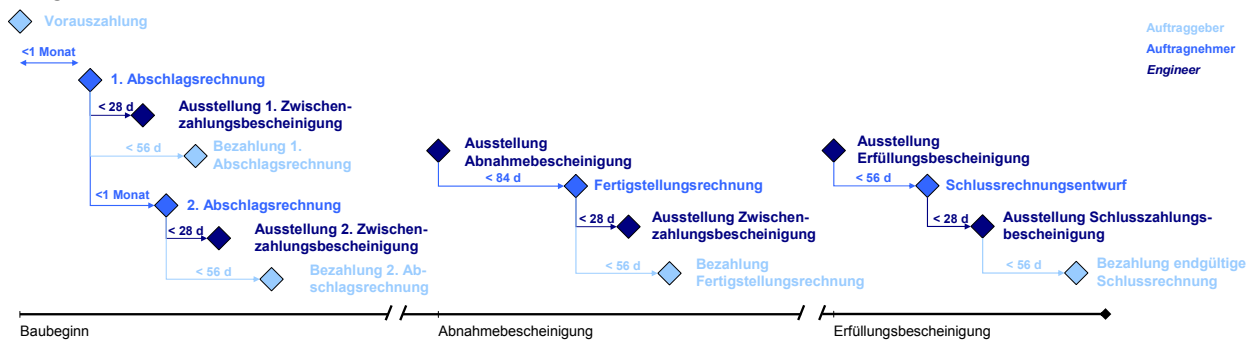 Vorauszahlung
<1 Monat
1. Abschlagsrechnung
< 28 d
Ausstellung 1. Zwischen-
zahlungsbescheinigung
< 56 d
Bezahlung 1.
Abschlagsrechnung
<1 Monat
2. Abschlagsrechnung
< 28 d
Ausstellung 2. Zwischen-
zahlungsbescheinigung
< 56 d
Bezahlung 2. Ab-
schlagsrechnung
Baubeginn
Ausstellung
Abnahmebescheinigung
< 84 d
Fertigstellungsrechnung
< 28 d
Ausstellung Zwischen-
zahlungsbescheinigung
< 56 d
Bezahlung
Fertigstellungsrechnung
Abnahmebescheinigung
Auftraggeber
Auftragnehmer
Engineer
Ausstellung
Erfüllungsbescheinigung
< 56 d
Schlussrechnungsentwurf
< 28 d
Ausstellung Schlusszahlungs-
bescheinigung
< 56 d
Bezahlung endgültige
Schlussrechnung
Erfüllungsbescheinigung